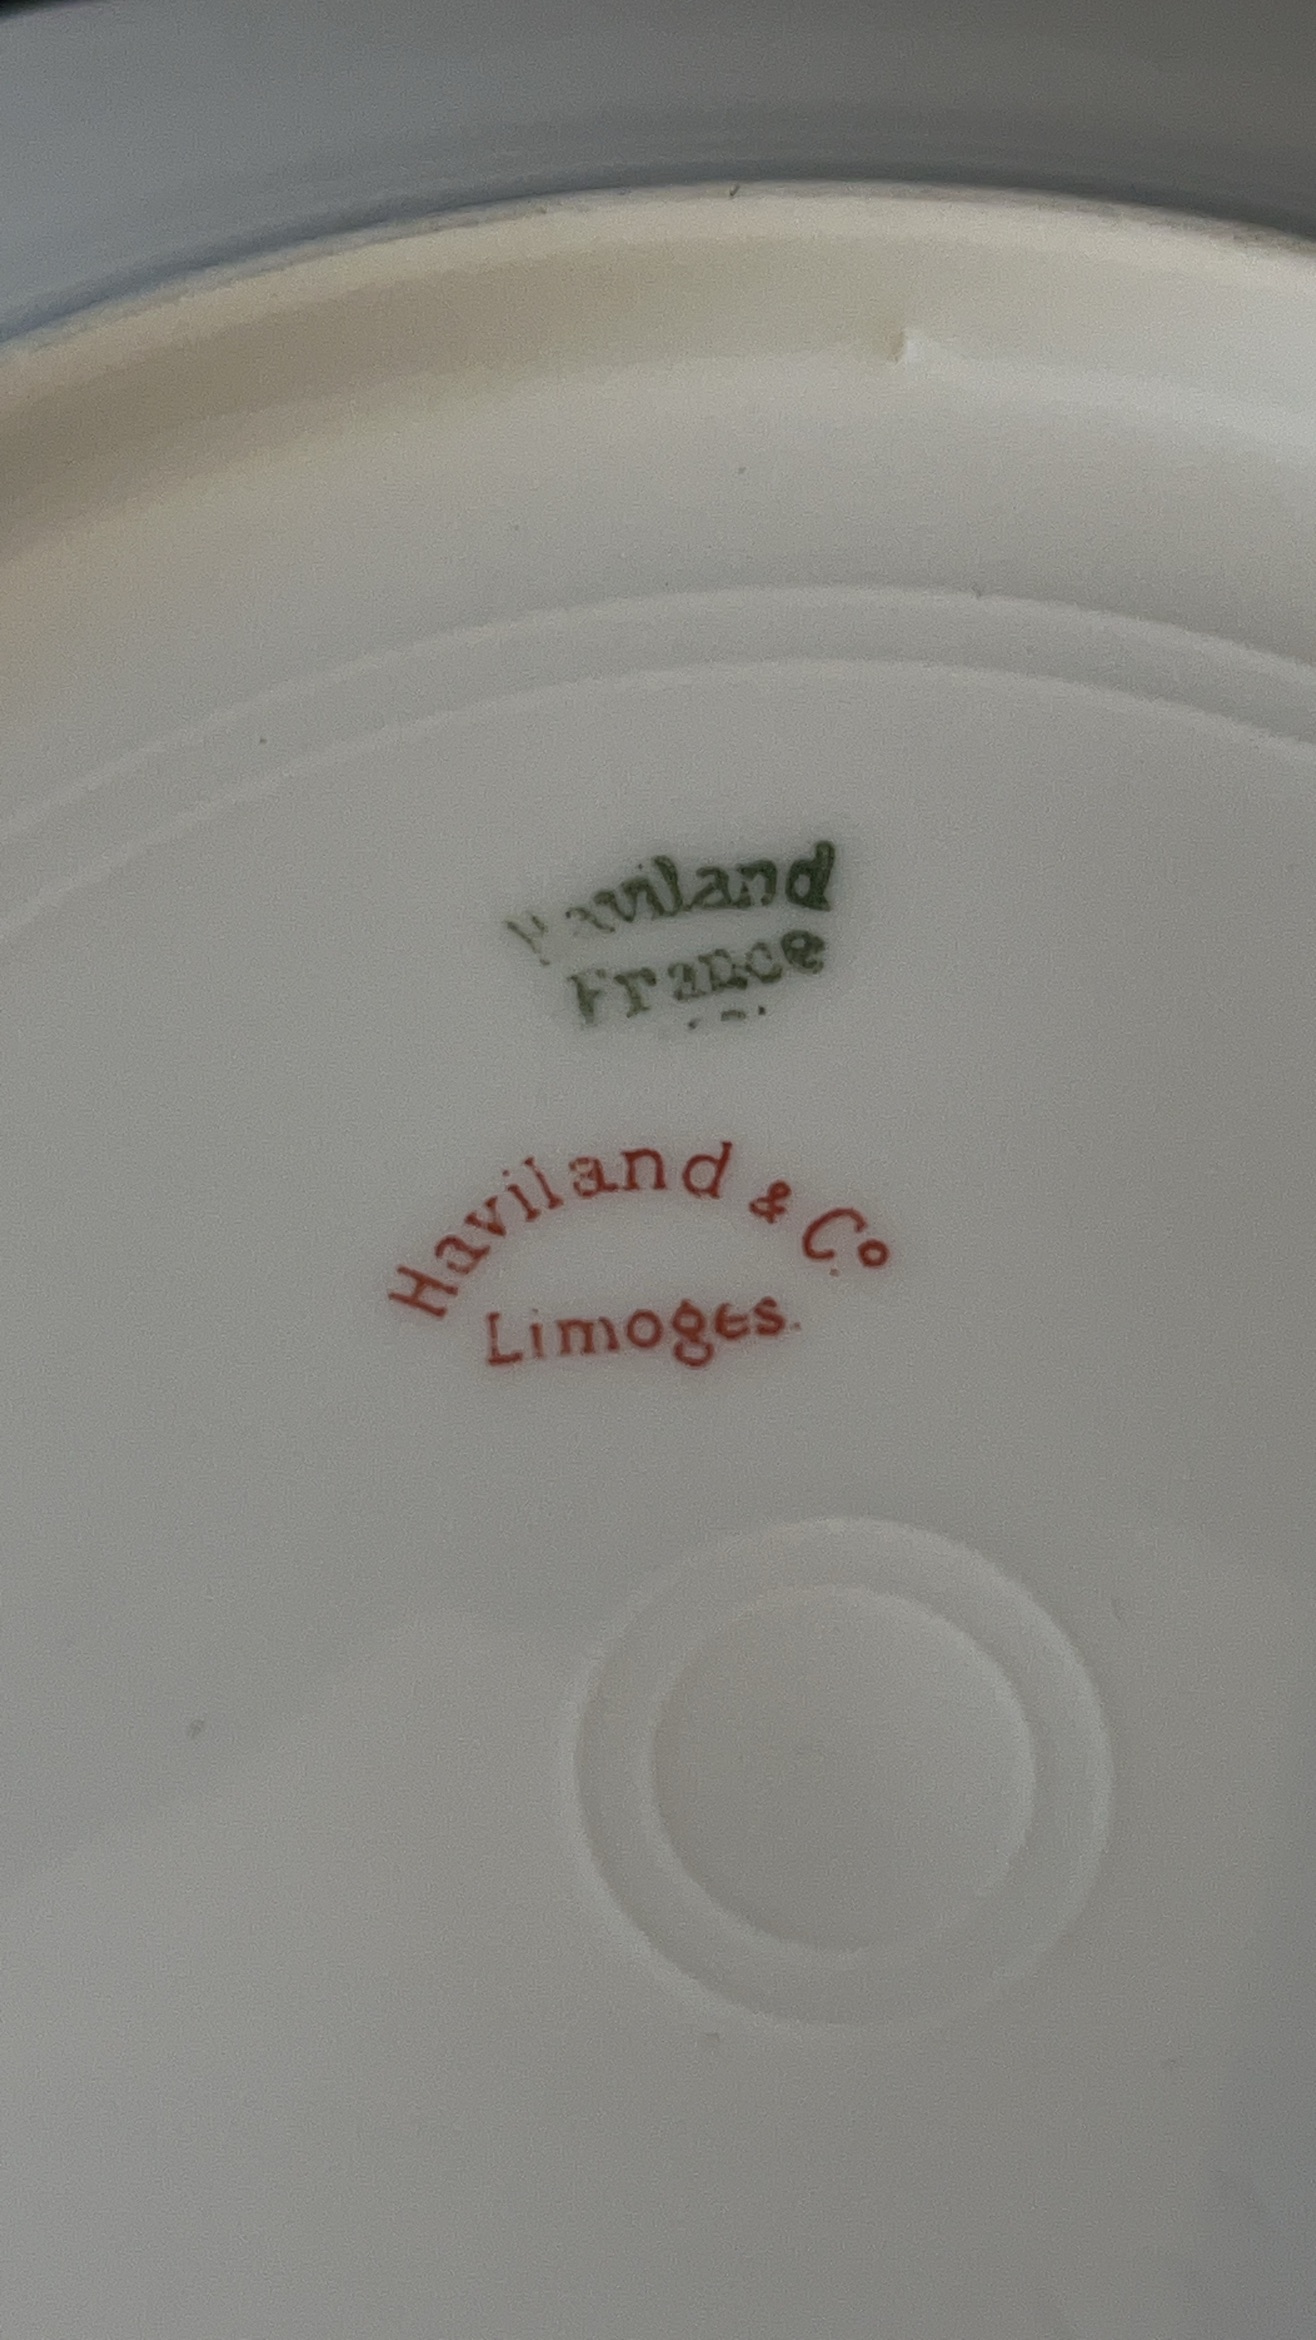 Haviland
France
Haviland & Co
Limoges.